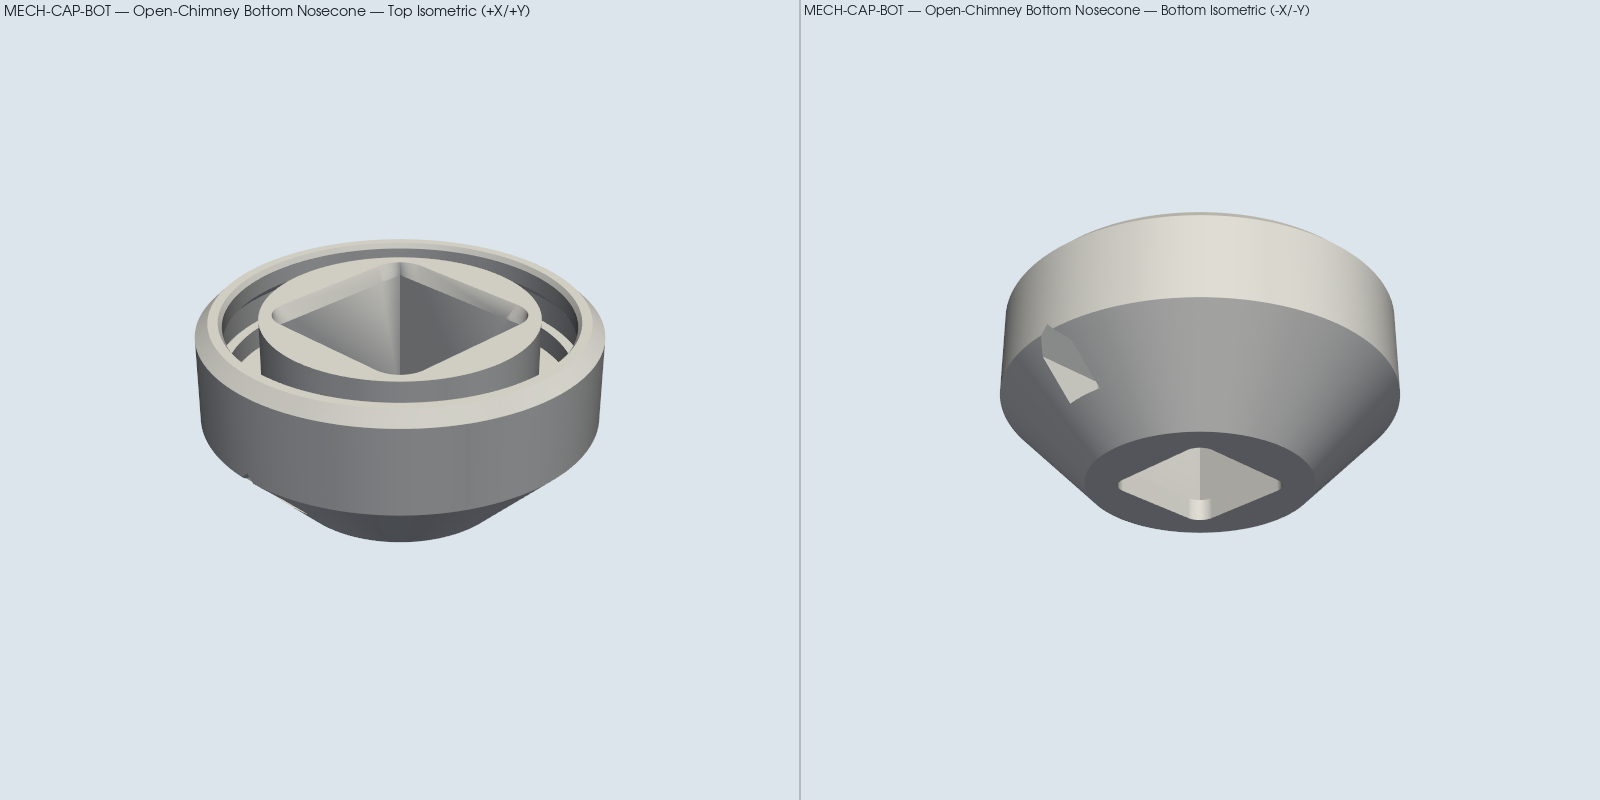 MECH-CAP-BOT — Open-Chimney Bottom Nosecone — Top Isometric (+X/+Y)
MECH-CAP-BOT — Open-Chimney Bottom Nosecone — Bottom Isometric (-X/-Y)